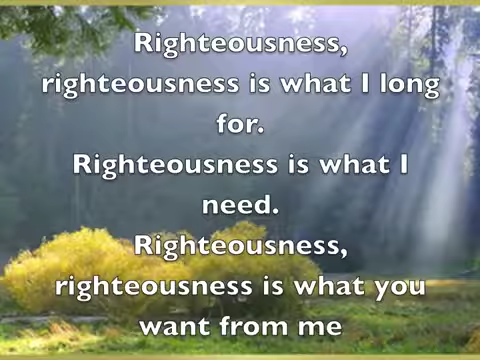 Righteousness,
righteousness is what I long
for.
Righteousness is what I
need.
Righteousness,
righteousness is what you
want from me